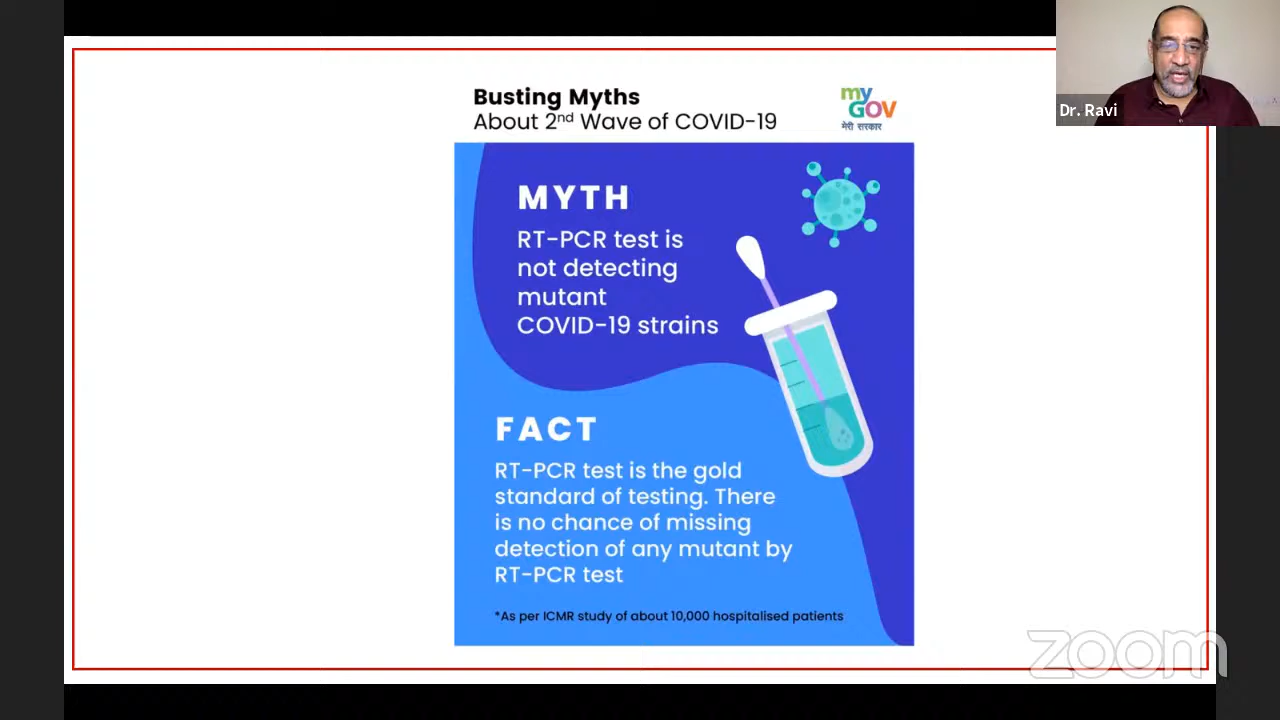 Busting Myths
About 2nd Wave of COVID-19
my
GOV
मेरी सरकार
Dr. Ravi
MYTH
RT-PCR test is
not detecting
mutant
COVID-19 strains
FACT
RT-PCR test is the gold
standard of testing. There
is no chance of missing
detection of any mutant by
RT-PCR test
*As per ICMR study of about 10,000 hospitalised patients
zoom